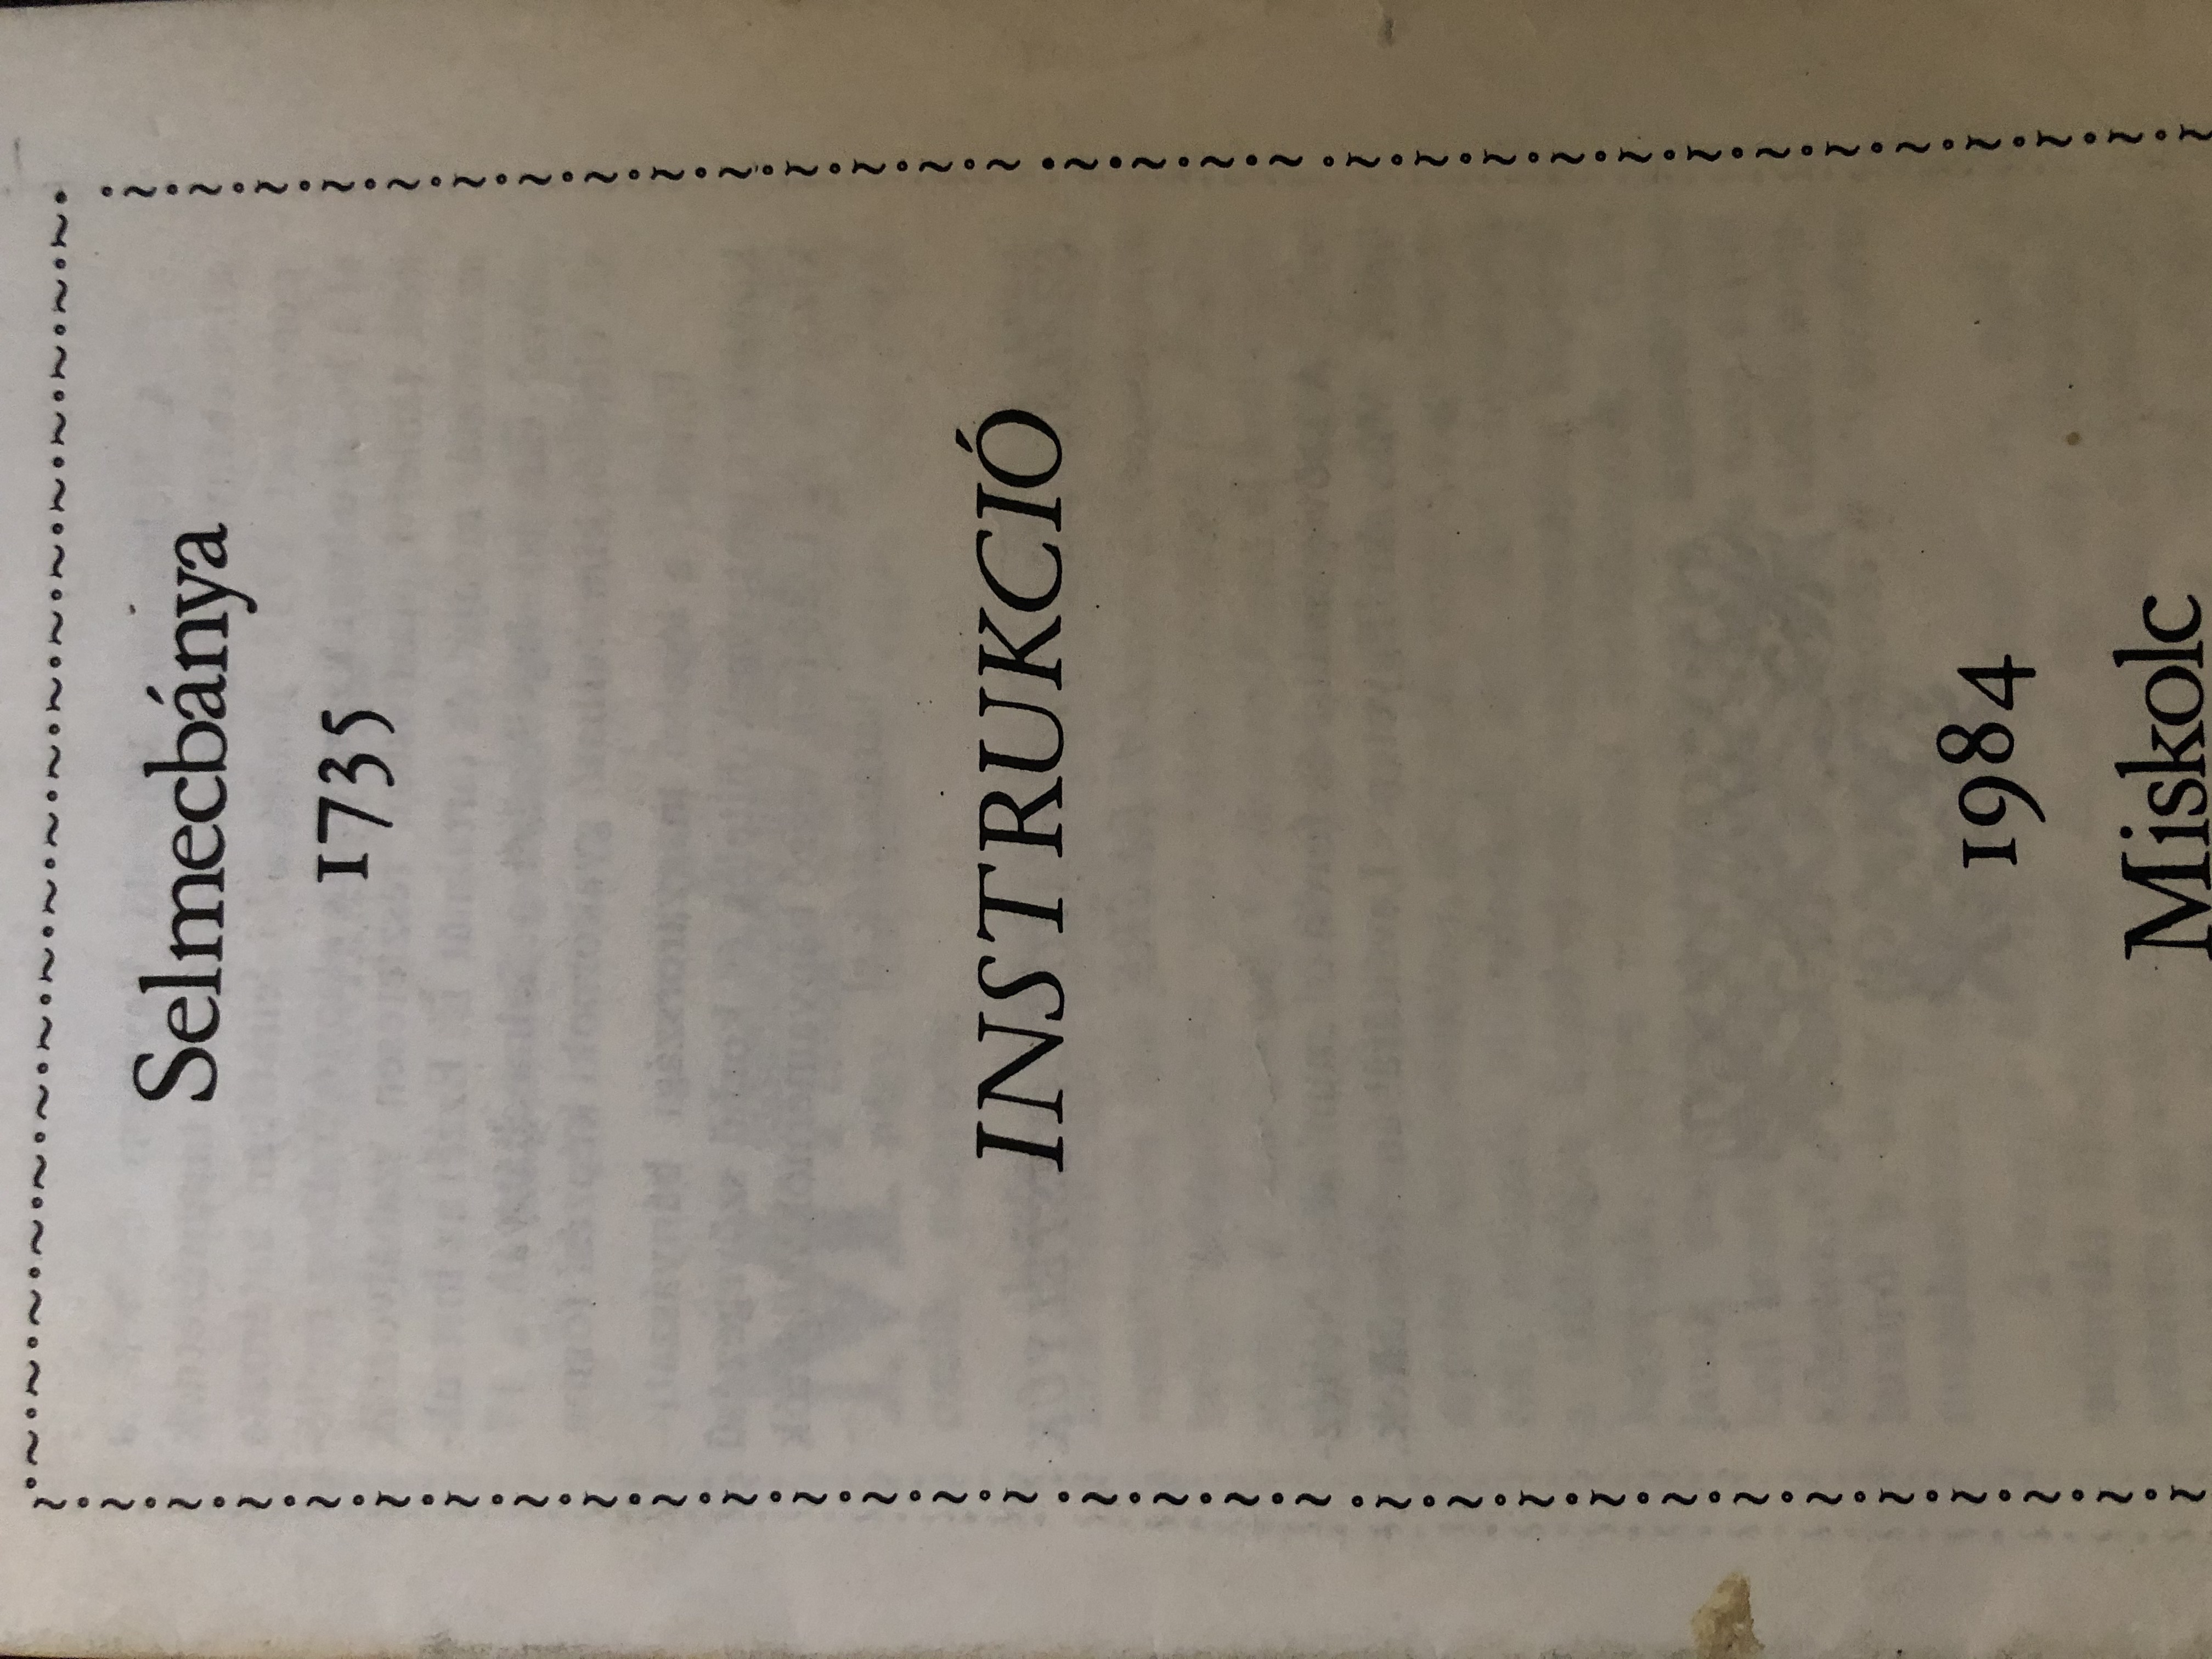 Selmecbánya
1735
INSTRUKCIÓ
1984
Miskolc